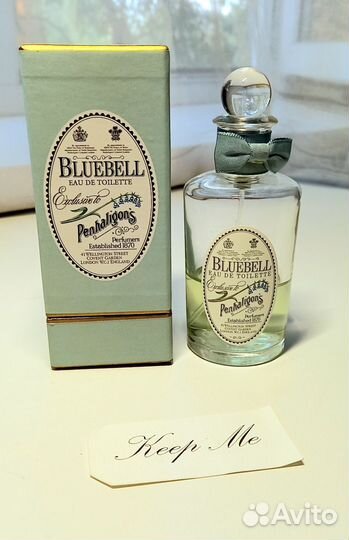 BLUEBELL
EAU DE TOILETTE
Exclusive to
Penhaligon's
Perfumers
Established 1870
41 WELLINGTON STREET
COVENT GARDEN
LONDON W.C.2 ENGLAND
BLUEBELL
EAU DE TOILETTE
Exclusive to
Penhaligon's
Perfumers
Established 1870
Keep Me
Avito